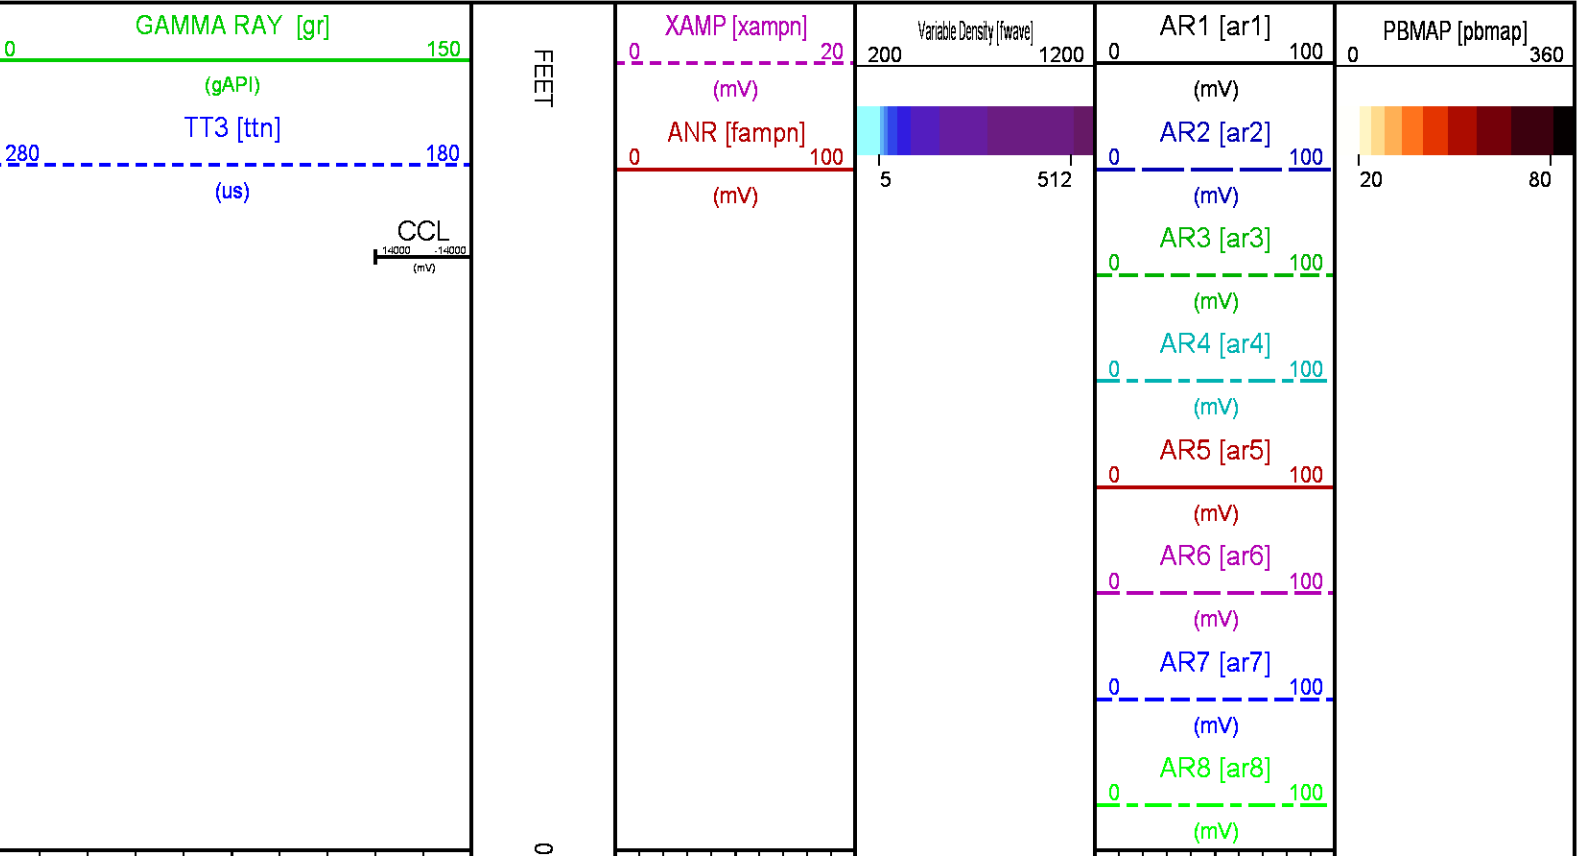 GAMMA RAY [gr]
0 150
(gAPI)
TT3 [ttn]
280 180
(us)
CCL
14000 -14000
(mV)
FEET
0
XAMP [xampn]
0 20
(mV)
ANR [fampn]
0 100
(mV)
Variable Density [fwave]
200 1200
5 512
AR1 [ar1]
0 100
(mV)
AR2 [ar2]
0 100
(mV)
AR3 [ar3]
0 100
(mV)
AR4 [ar4]
0 100
(mV)
AR5 [ar5]
0 100
(mV)
AR6 [ar6]
0 100
(mV)
AR7 [ar7]
0 100
(mV)
AR8 [ar8]
0 100
(mV)
PBMAP [pbmap]
0 360
20 80